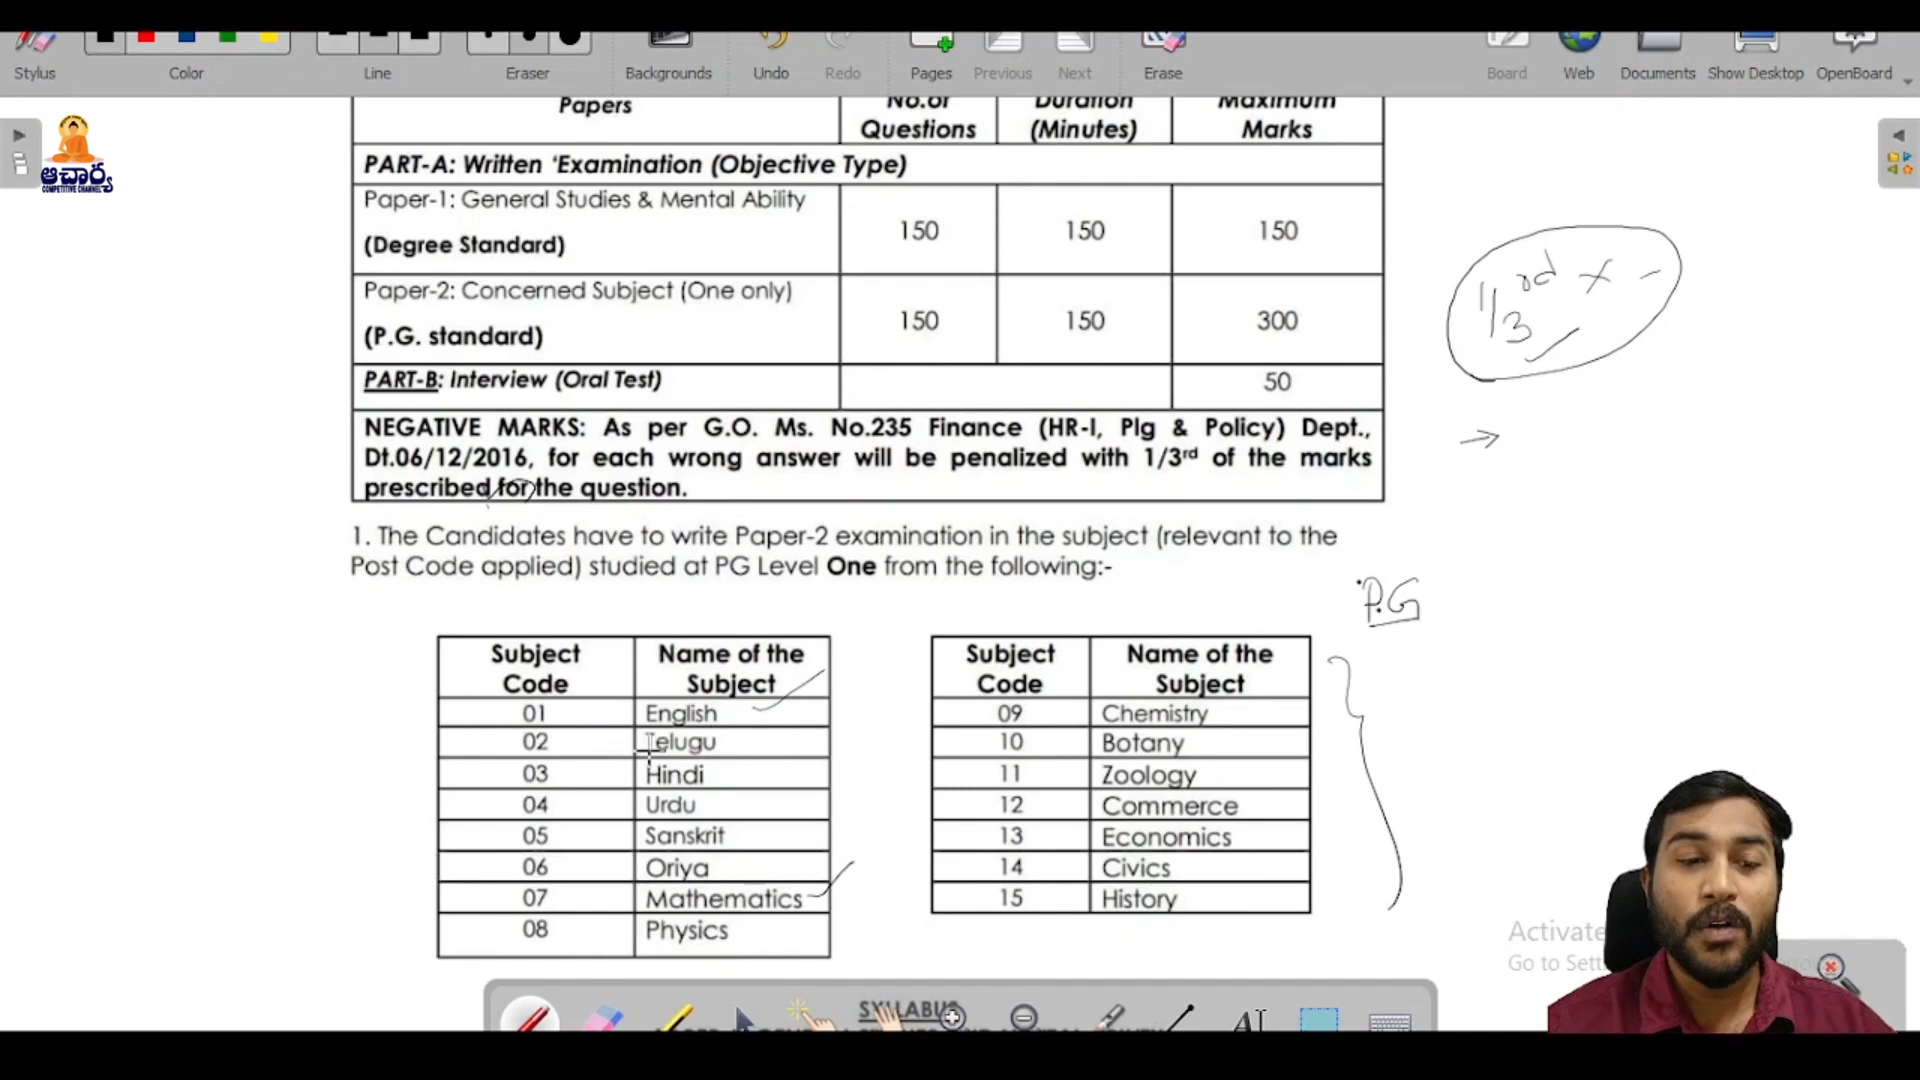 Stylus
Color
Line
Eraser
Backgrounds
Undo
Redo
Pages
Previous
Next
Erase
Board
Web
Documents
Show Desktop
OpenBoard
ఆచార్య
COMPETITIVE CHANNEL
Papers
No.of
Questions
Duration
(Minutes)
Maximum
Marks
PART-A: Written ‘Examination (Objective Type)
Paper-1: General Studies & Mental Ability
(Degree Standard)
150
150
150
Paper-2: Concerned Subject (One only)
(P.G. standard)
150
150
300
PART-B: Interview (Oral Test)
50
NEGATIVE MARKS: As per G.O. Ms. No.235 Finance (HR-I, Plg & Policy) Dept.,
Dt.06/12/2016, for each wrong answer will be penalized with 1/3rd of the marks
prescribed for the question.
1/3 rd x -
→
1. The Candidates have to write Paper-2 examination in the subject (relevant to the
Post Code applied) studied at PG Level One from the following:-
P.G
Subject
Code
Name of the
Subject
01 English
02 Telugu
03 Hindi
04 Urdu
05 Sanskrit
06 Oriya
07 Mathematics
08 Physics
Subject
Code
Name of the
Subject
09 Chemistry
10 Botany
11 Zoology
12 Commerce
13 Economics
14 Civics
15 History
Activate
Go to Setti
SYLLABUS